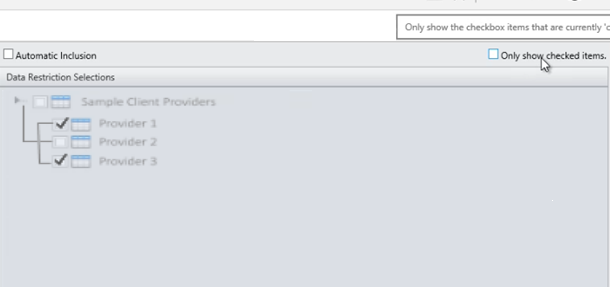 Only show the checkbox items that are currently 'c
Automatic Inclusion
Only show checked items.
Data Restriction Selections
Sample Client Providers
Provider 1
Provider 2
Provider 3